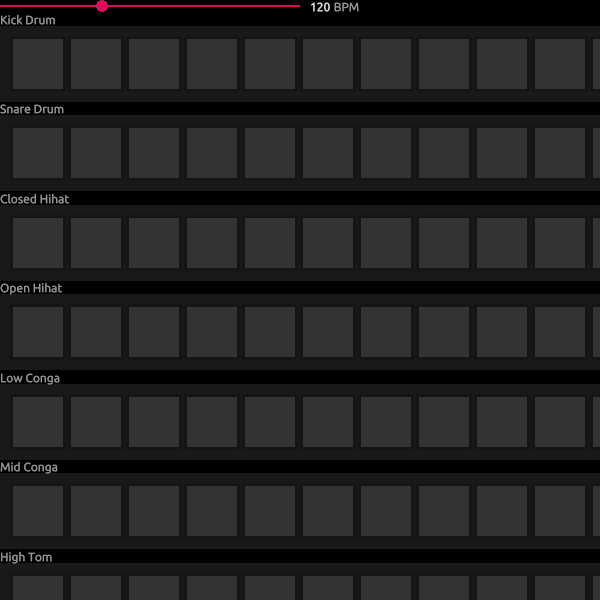 120 BPM
Kick Drum
Snare Drum
Closed Hihat
Open Hihat
Low Conga
Mid Conga
High Tom